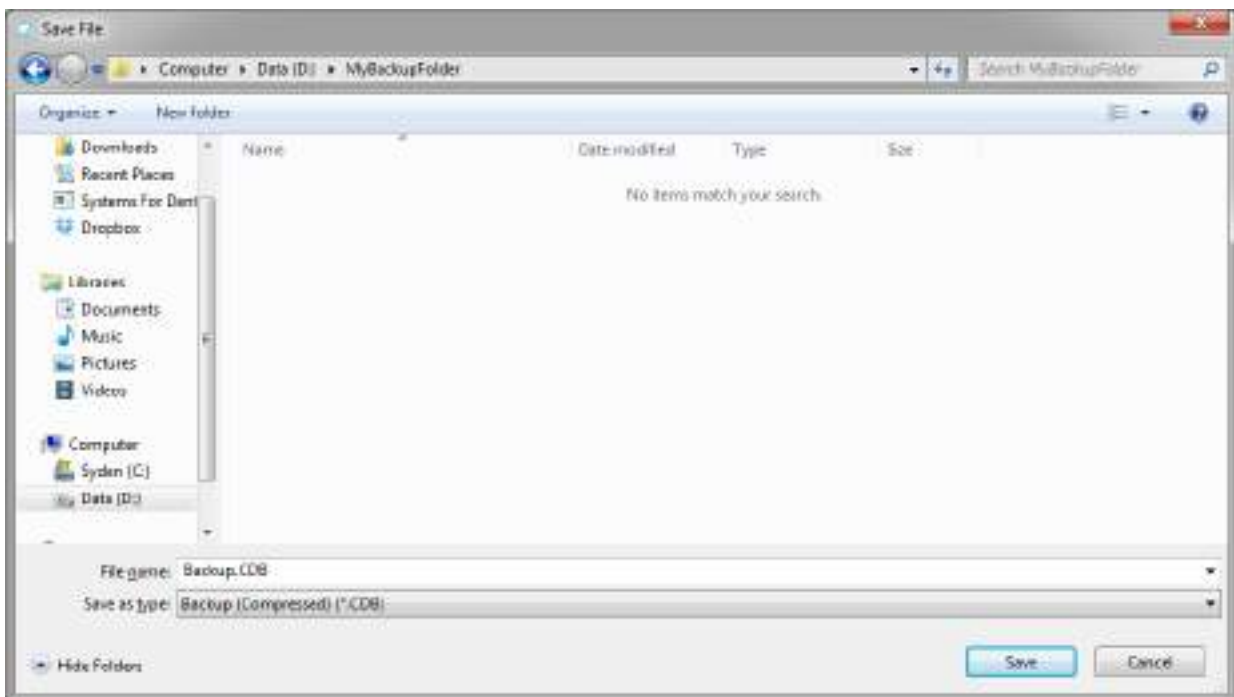 Save File
Computer ▸ Data (D:) ▸ MyBackupFolder
Search MyBackupFolder
Organize New folder
Name Date modified Type Size
No items match your search.
Downloads
Recent Places
Systems For Dent
Dropbox
Libraries
Documents
Music
Pictures
Videos
Computer
(C:)
Data (D:)
File name: Backup.CDB
Save as type: Backup (Compressed) (*.CDB)
Hide Folders
Save Cancel